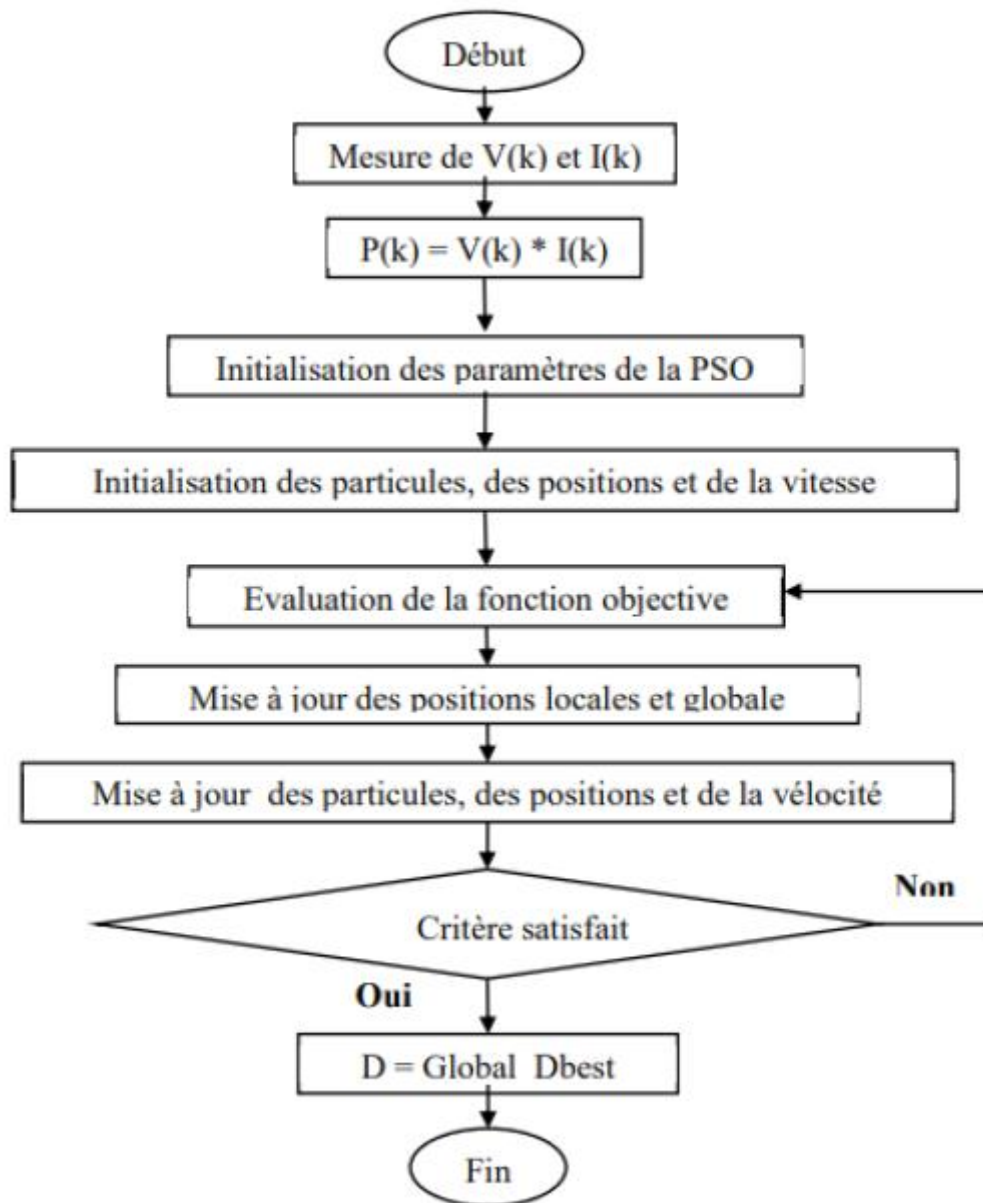 Début
Mesure de V(k) et I(k)
P(k) = V(k) * I(k)
Initialisation des paramètres de la PSO
Initialisation des particules, des positions et de la vitesse
Evaluation de la fonction objective
Mise à jour des positions locales et globale
Mise à jour des particules, des positions et de la vélocité
Critère satisfait
Non
Oui
D = Global Dbest
Fin